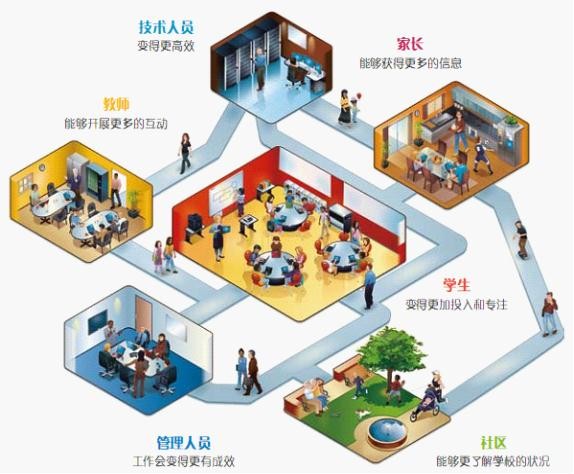 技术人员
变得更高效
家长
能够获得更多的信息
教师
能够开展更多的互动
学生
变得更加投入和专注
管理人员
工作会变得更有成效
社区
能够更了解学校的状况